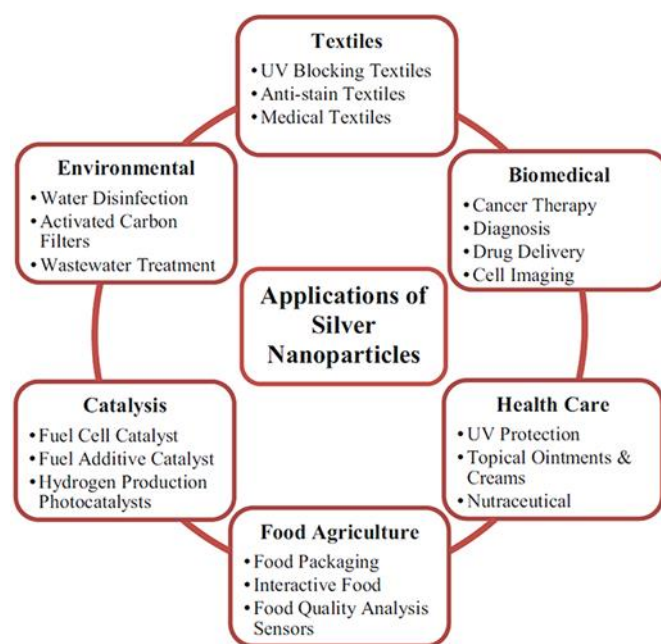 Textiles
• UV Blocking Textiles
• Anti-stain Textiles
• Medical Textiles
Environmental
• Water Disinfection
• Activated Carbon
Filters
• Wastewater Treatment
Biomedical
• Cancer Therapy
• Diagnosis
• Drug Delivery
• Cell Imaging
Applications of
Silver
Nanoparticles
Catalysis
• Fuel Cell Catalyst
• Fuel Additive Catalyst
• Hydrogen Production
Photocatalysts
Health Care
• UV Protection
• Topical Ointments &
Creams
• Nutraceutical
Food Agriculture
• Food Packaging
• Interactive Food
• Food Quality Analysis
Sensors